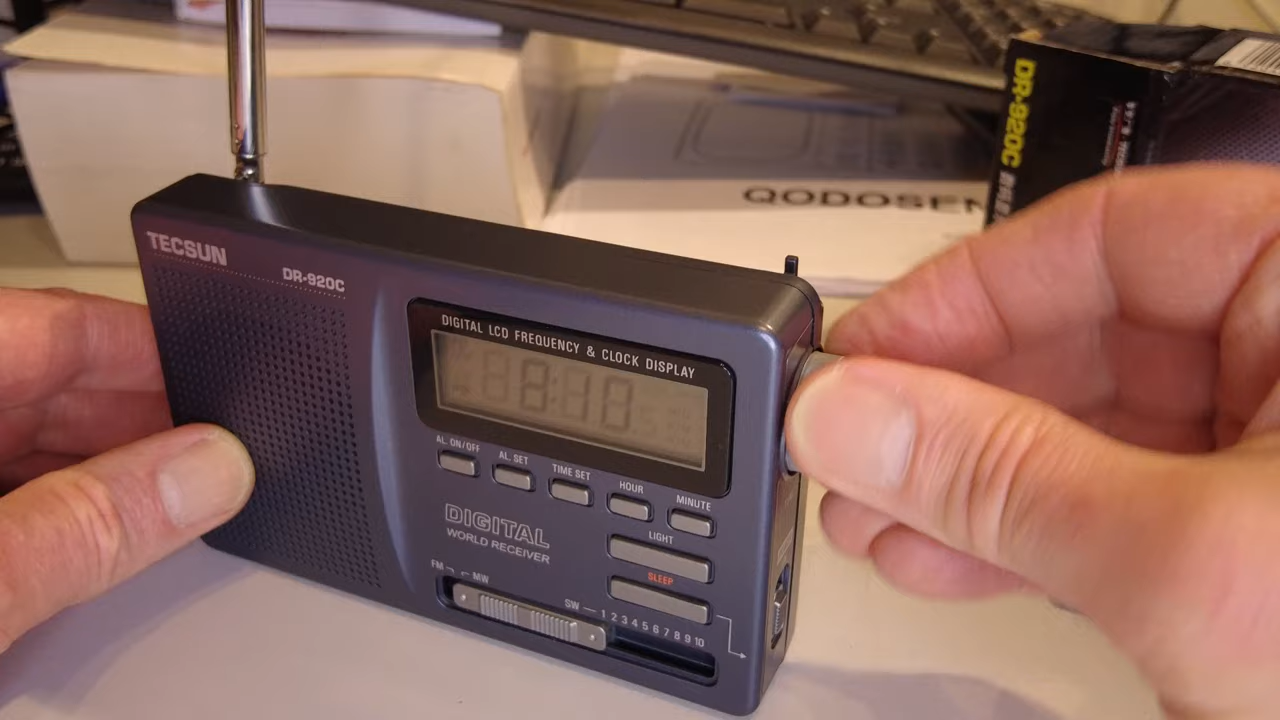 DR-920C
QODOSEN
TECSUN
DR-920C
DIGITAL LCD FREQUENCY & CLOCK DISPLAY
8:10
AL. ON/OFF
AL. SET
TIME SET
HOUR
MINUTE
DIGITAL
WORLD RECEIVER
LIGHT
SLEEP
FM
MW
SW
1 2 3 4 5 6 7 8 9 10